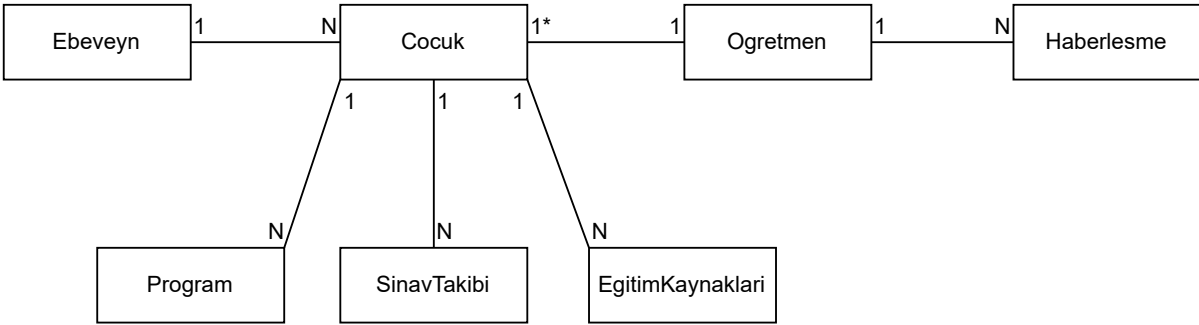 Ebeveyn
1
N
Cocuk
1*
1
Ogretmen
1
N
Haberlesme
1
1
1
N
N
N
Program
SinavTakibi
EgitimKaynaklari